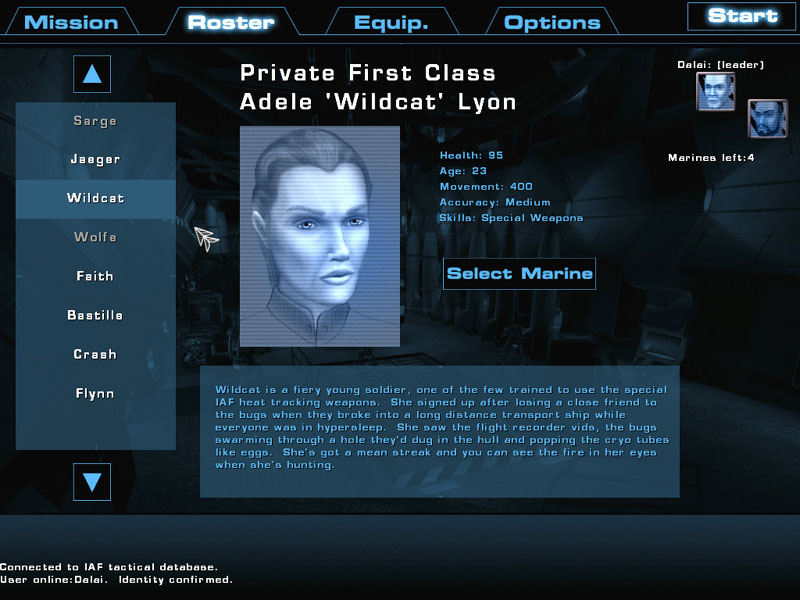 Mission
Roster
Equip.
Options
Start
Private First Class
Adele 'Wildcat' Lyon
Dalai: (leader)
Marines left:4
Sarge
Jaeger
Wildcat
Wolfe
Faith
Bastille
Crash
Flynn
Health: 95
Age: 23
Movement: 400
Accuracy: Medium
Skills: Special Weapons
Select Marine
Wildcat is a fiery young soldier, one of the few trained to use the special
IAF heat tracking weapons. She signed up after losing a close friend to
the bugs when they broke into a long distance transport ship while
everyone was in hypersleep. She saw the flight recorder vids, the bugs
swarming through a hole they'd dug in the hull and popping the cryo tubes
like eggs. She's got a mean streak and you can see the fire in her eyes
when she's hunting.
Connected to IAF tactical database.
User online:Dalai. Identity confirmed.